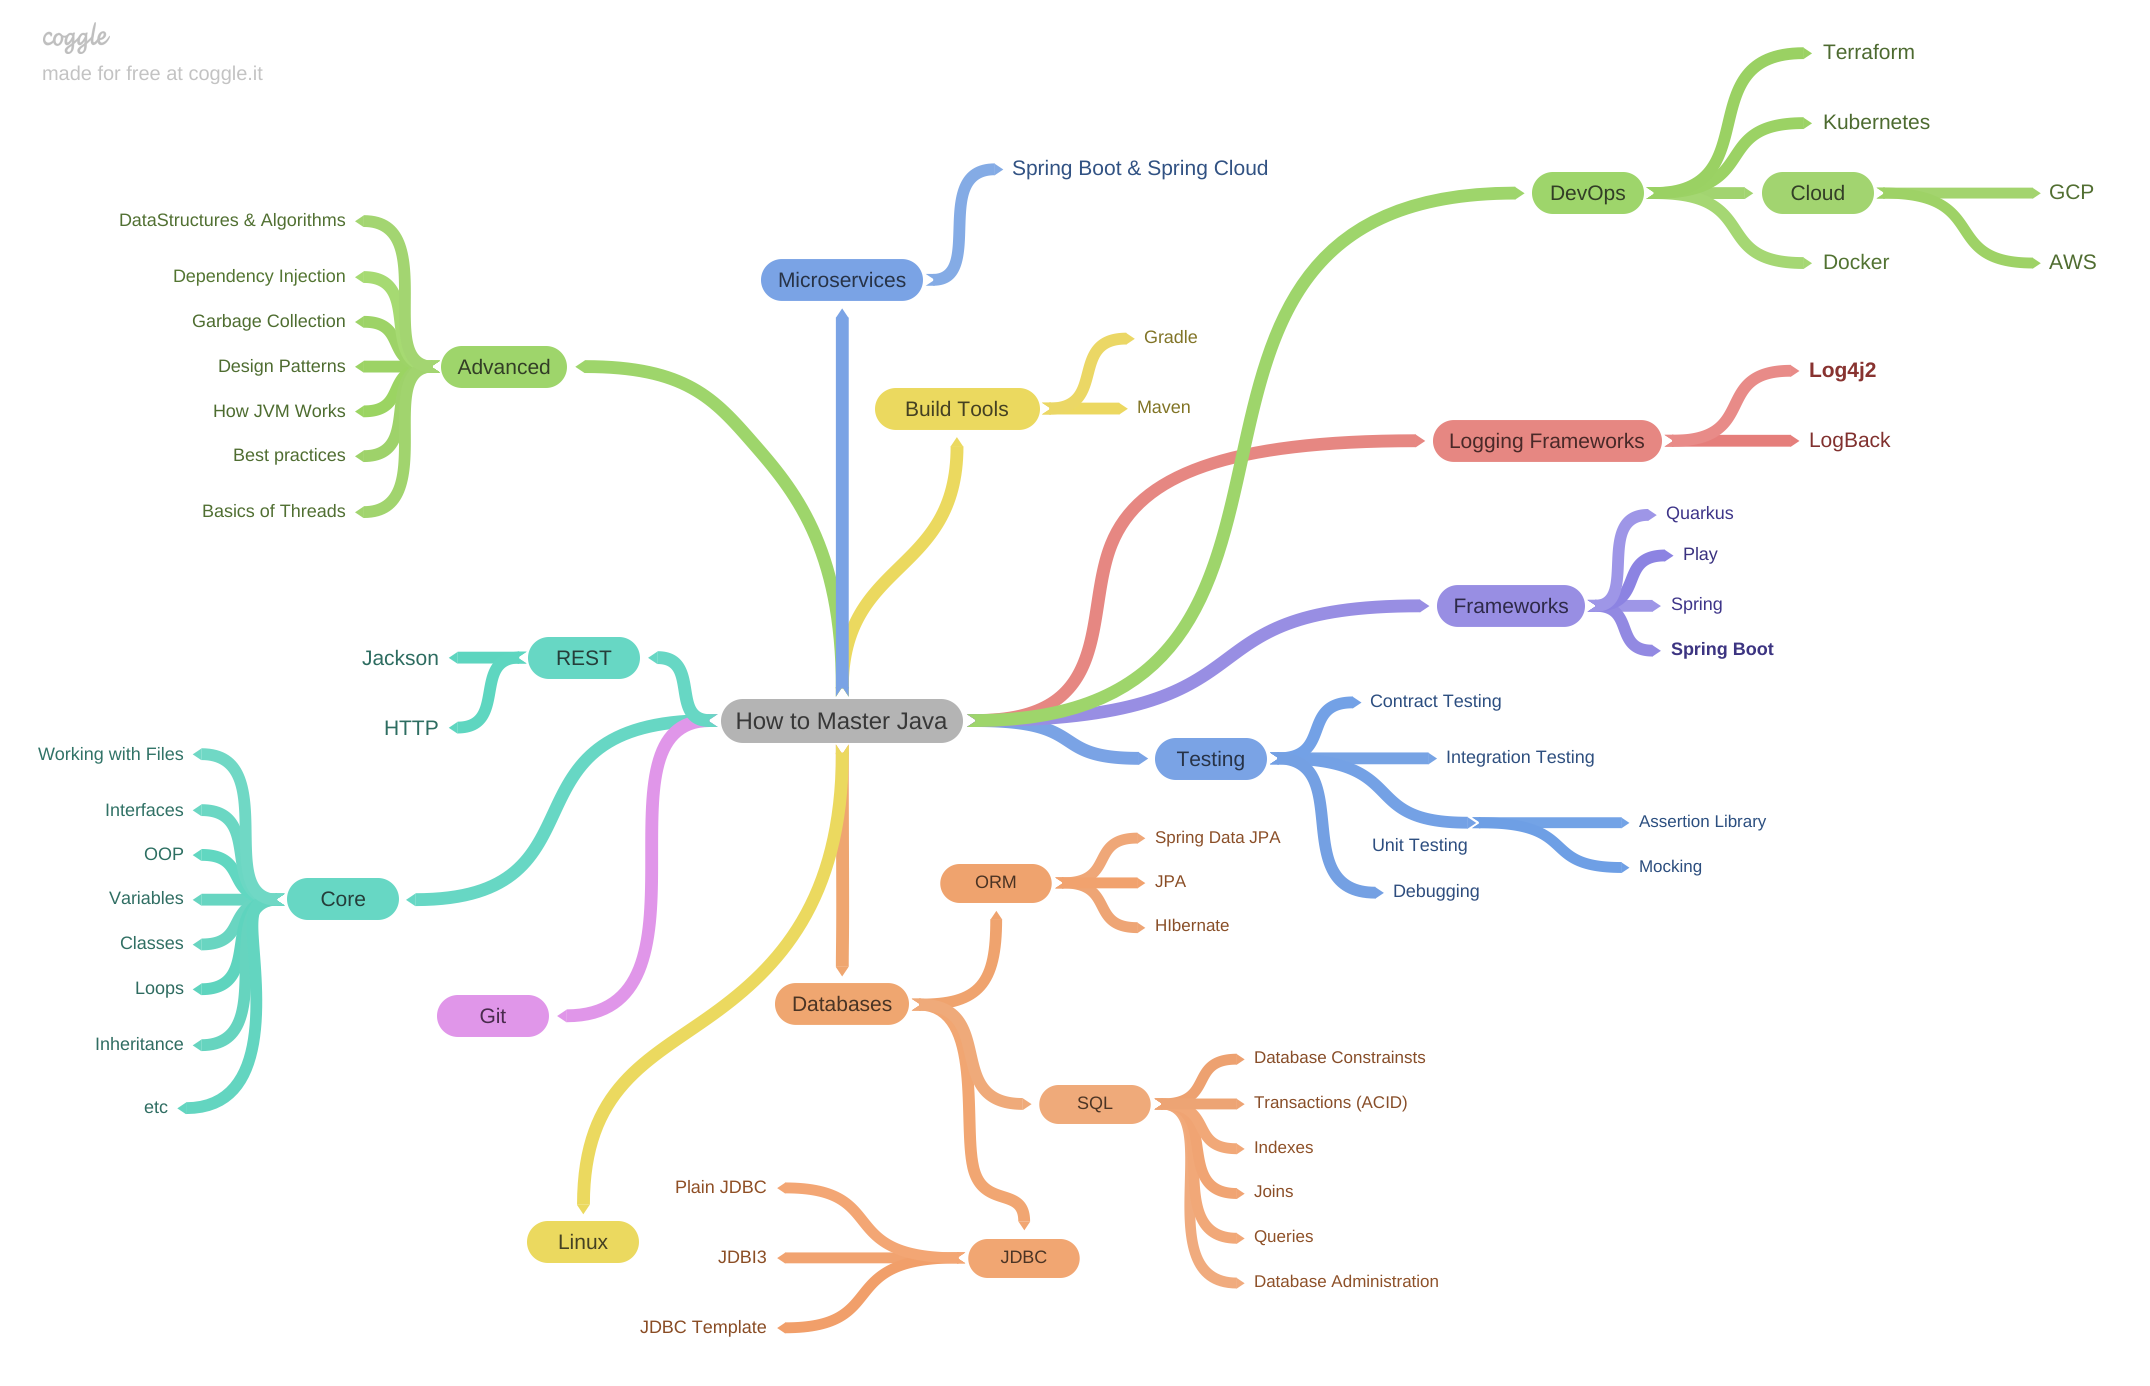 coggle
made for free at coggle.it
How to Master Java
Microservices
Spring Boot & Spring Cloud
Build Tools
Gradle
Maven
DevOps
Terraform
Kubernetes
Cloud
GCP
AWS
Docker
Logging Frameworks
Log4j2
LogBack
Frameworks
Quarkus
Play
Spring
Spring Boot
Testing
Contract Testing
Integration Testing
Unit Testing
Assertion Library
Mocking
Debugging
Databases
ORM
Spring Data JPA
JPA
HIbernate
SQL
Database Constrainsts
Transactions (ACID)
Indexes
Joins
Queries
Database Administration
JDBC
Plain JDBC
JDBI3
JDBC Template
Linux
Git
Core
Working with Files
Interfaces
OOP
Variables
Classes
Loops
Inheritance
etc
REST
Jackson
HTTP
Advanced
DataStructures & Algorithms
Dependency Injection
Garbage Collection
Design Patterns
How JVM Works
Best practices
Basics of Threads